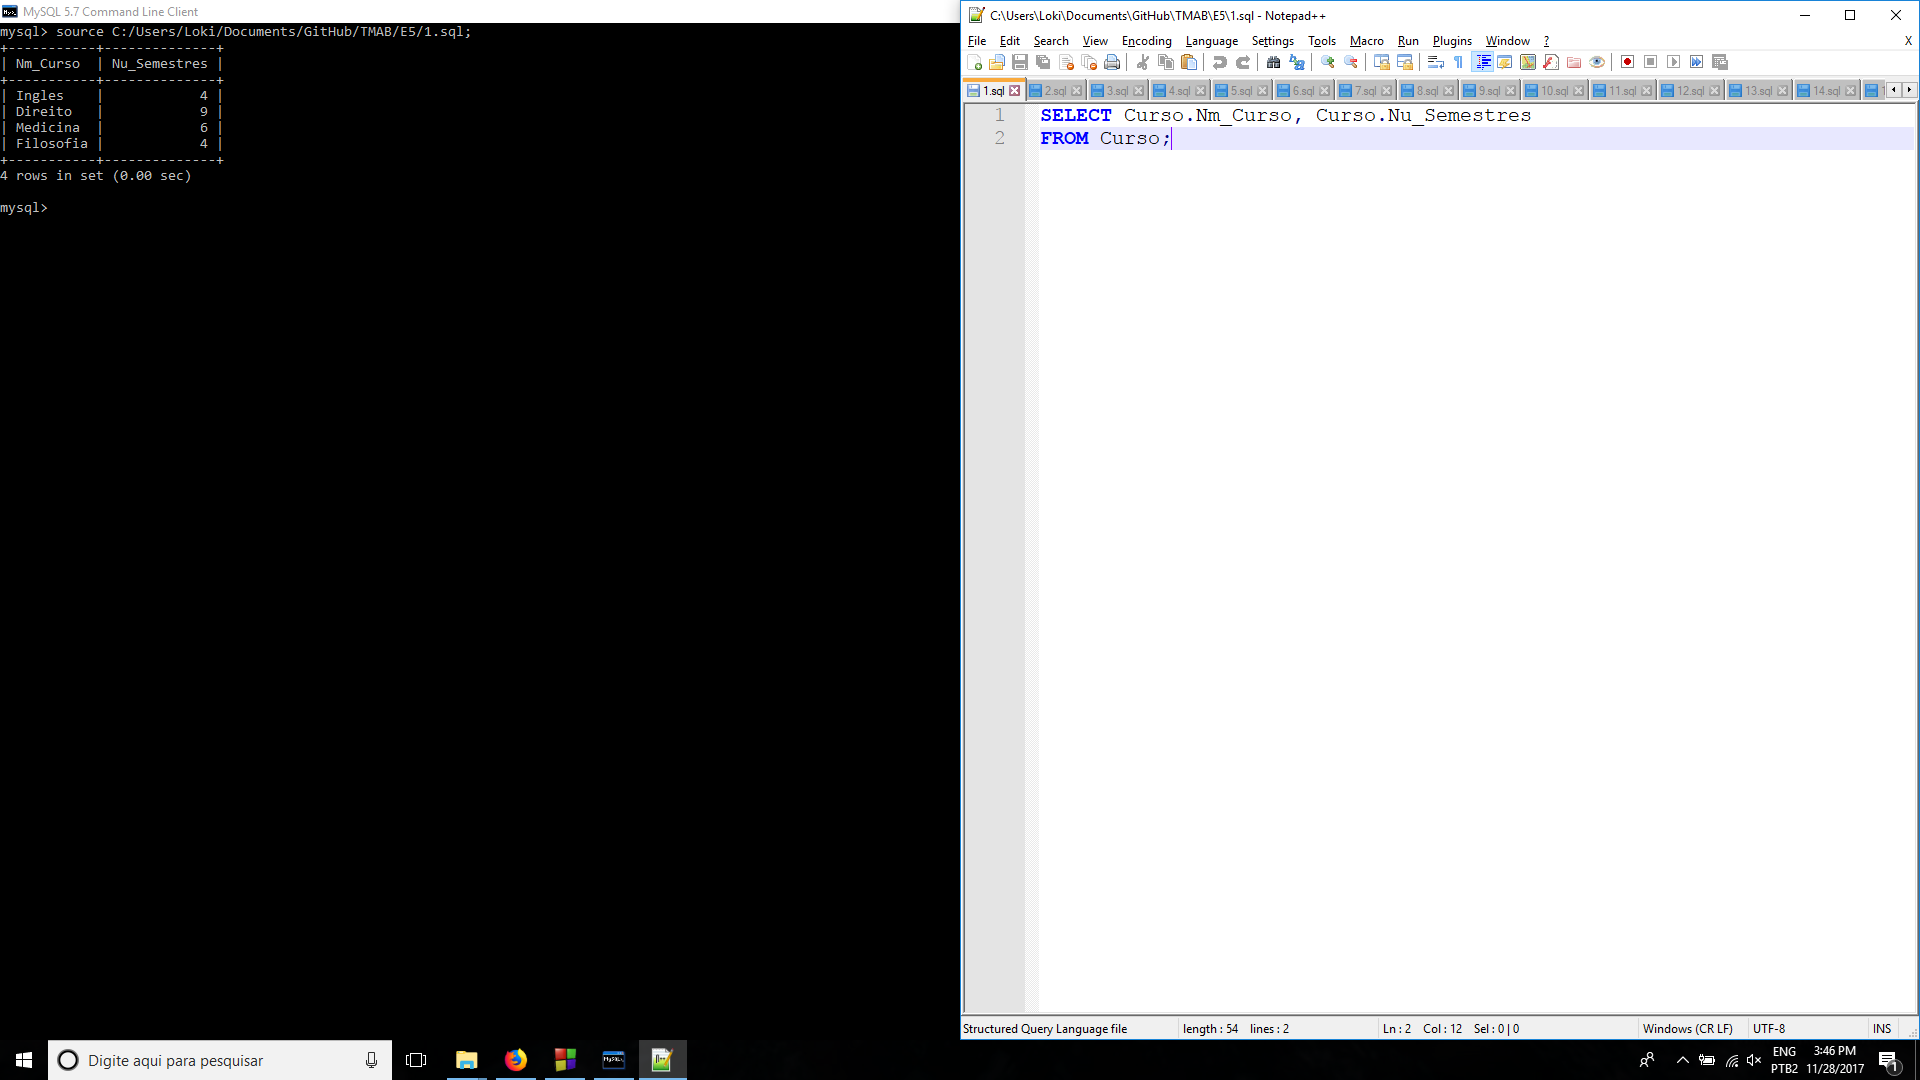 MySQL 5.7 Command Line Client
mysql> source C:/Users/Loki/Documents/GitHub/TMAB/E5/1.sql;
+-----------+--------------+
| Nm_Curso  | Nu_Semestres |
+-----------+--------------+
| Ingles    |            4 |
| Direito   |            9 |
| Medicina  |            6 |
| Filosofia |            4 |
+-----------+--------------+
4 rows in set (0.00 sec)
mysql>
C:\Users\Loki\Documents\GitHub\TMAB\E5\1.sql - Notepad++
File Edit Search View Encoding Language Settings Tools Macro Run Plugins Window ? X
1.sql 2.sql 3.sql 4.sql 5.sql 6.sql 7.sql 8.sql 9.sql 10.sql 11.sql 12.sql 13.sql 14.sql
1 SELECT Curso.Nm_Curso, Curso.Nu_Semestres
2 FROM Curso;
Structured Query Language file length : 54 lines : 2 Ln : 2 Col : 12 Sel : 0 | 0 Windows (CR LF) UTF-8 INS
Digite aqui para pesquisar
ENG 3:46 PM
PTB2 11/28/2017
1